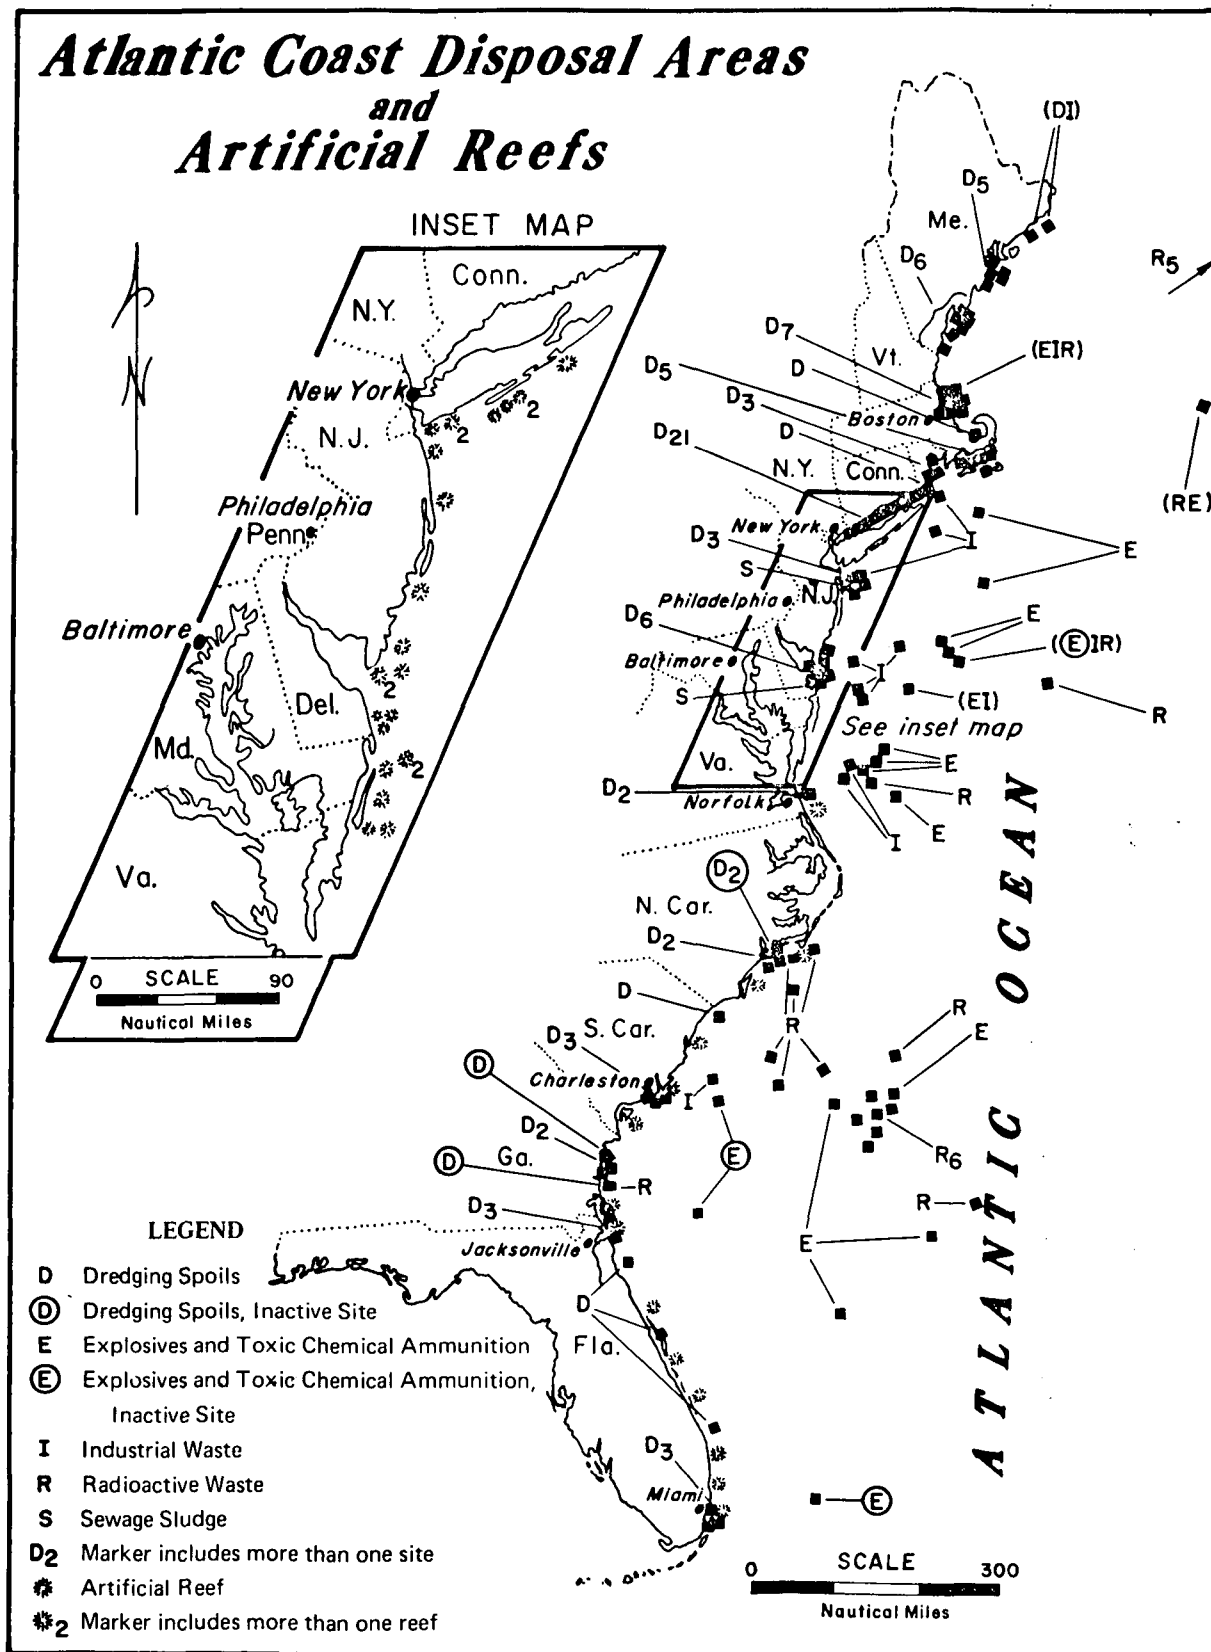 Atlantic Coast Disposal Areas
and
Artificial Reefs
INSET MAP
N
Conn.
N.Y.
New York
N.J.
2
2
Philadelphia
Penn.
Baltimore
Del.
2
Md.
2
Va.
0 SCALE 90
Nautical Miles
(DI)
D5
Me.
D6
R5
D7
Vt.
(EIR)
D
D5
D3
Boston
D
D21
N.Y.
Conn.
(RE)
New York
D3
I
E
S
N.J.
Philadelphia
D6
E
(EIR)
Baltimore
I
S
(EI)
R
See inset map
Va.
E
D2
Norfolk
R
E
I
D2
N. Car.
D2
D
R
R
S. Car.
E
D3
D
Charleston
I
D2
E
R6
Ga.
D
R
R
D3
Jacksonville
E
D
Fla.
D3
Miami
E
ATLANTIC OCEAN
0 SCALE 300
Nautical Miles
LEGEND
D Dredging Spoils
D Dredging Spoils, Inactive Site
E Explosives and Toxic Chemical Ammunition
E Explosives and Toxic Chemical Ammunition,
Inactive Site
I Industrial Waste
R Radioactive Waste
S Sewage Sludge
D2 Marker includes more than one site
Artificial Reef
2 Marker includes more than one reef